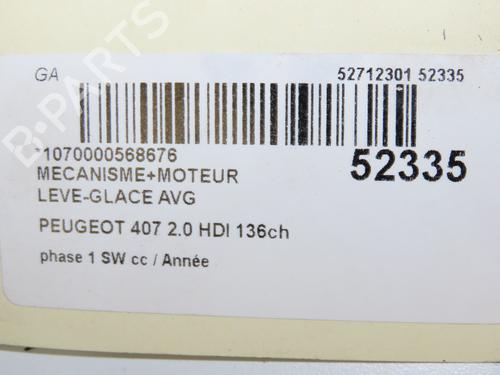 GA
52712301 52335
*1070000568676
52335
MECANISME+MOTEUR
LEVE-GLACE AVG
PEUGEOT 407 2.0 HDI 136ch
phase 1 SW cc / Année
B-PARTS